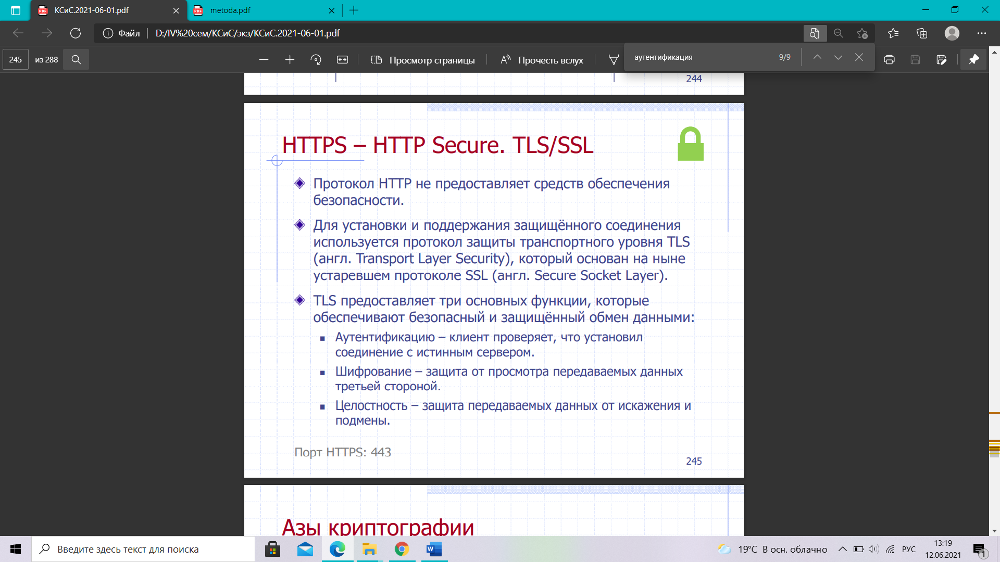 КСиС.2021-06-01.pdf
metoda.pdf
Файл
D:/IV%20сем/КСиС/экз/КСиС.2021-06-01.pdf
245
из 288
Просмотр страницы
Прочесть вслух
аутентификация
9/9
244
HTTPS – HTTP Secure. TLS/SSL
Протокол HTTP не предоставляет средств обеспечения
безопасности.
Для установки и поддержания защищённого соединения
используется протокол защиты транспортного уровня TLS
(англ. Transport Layer Security), который основан на ныне
устаревшем протоколе SSL (англ. Secure Socket Layer).
TLS предоставляет три основных функции, которые
обеспечивают безопасный и защищённый обмен данными:
Аутентификацию – клиент проверяет, что установил
соединение с истинным сервером.
Шифрование – защита от просмотра передаваемых данных
третьей стороной.
Целостность – защита передаваемых данных от искажения и
подмены.
Порт HTTPS: 443
245
Азы криптографии
Введите здесь текст для поиска
19°C В осн. облачно
РУС
13:19
12.06.2021
1